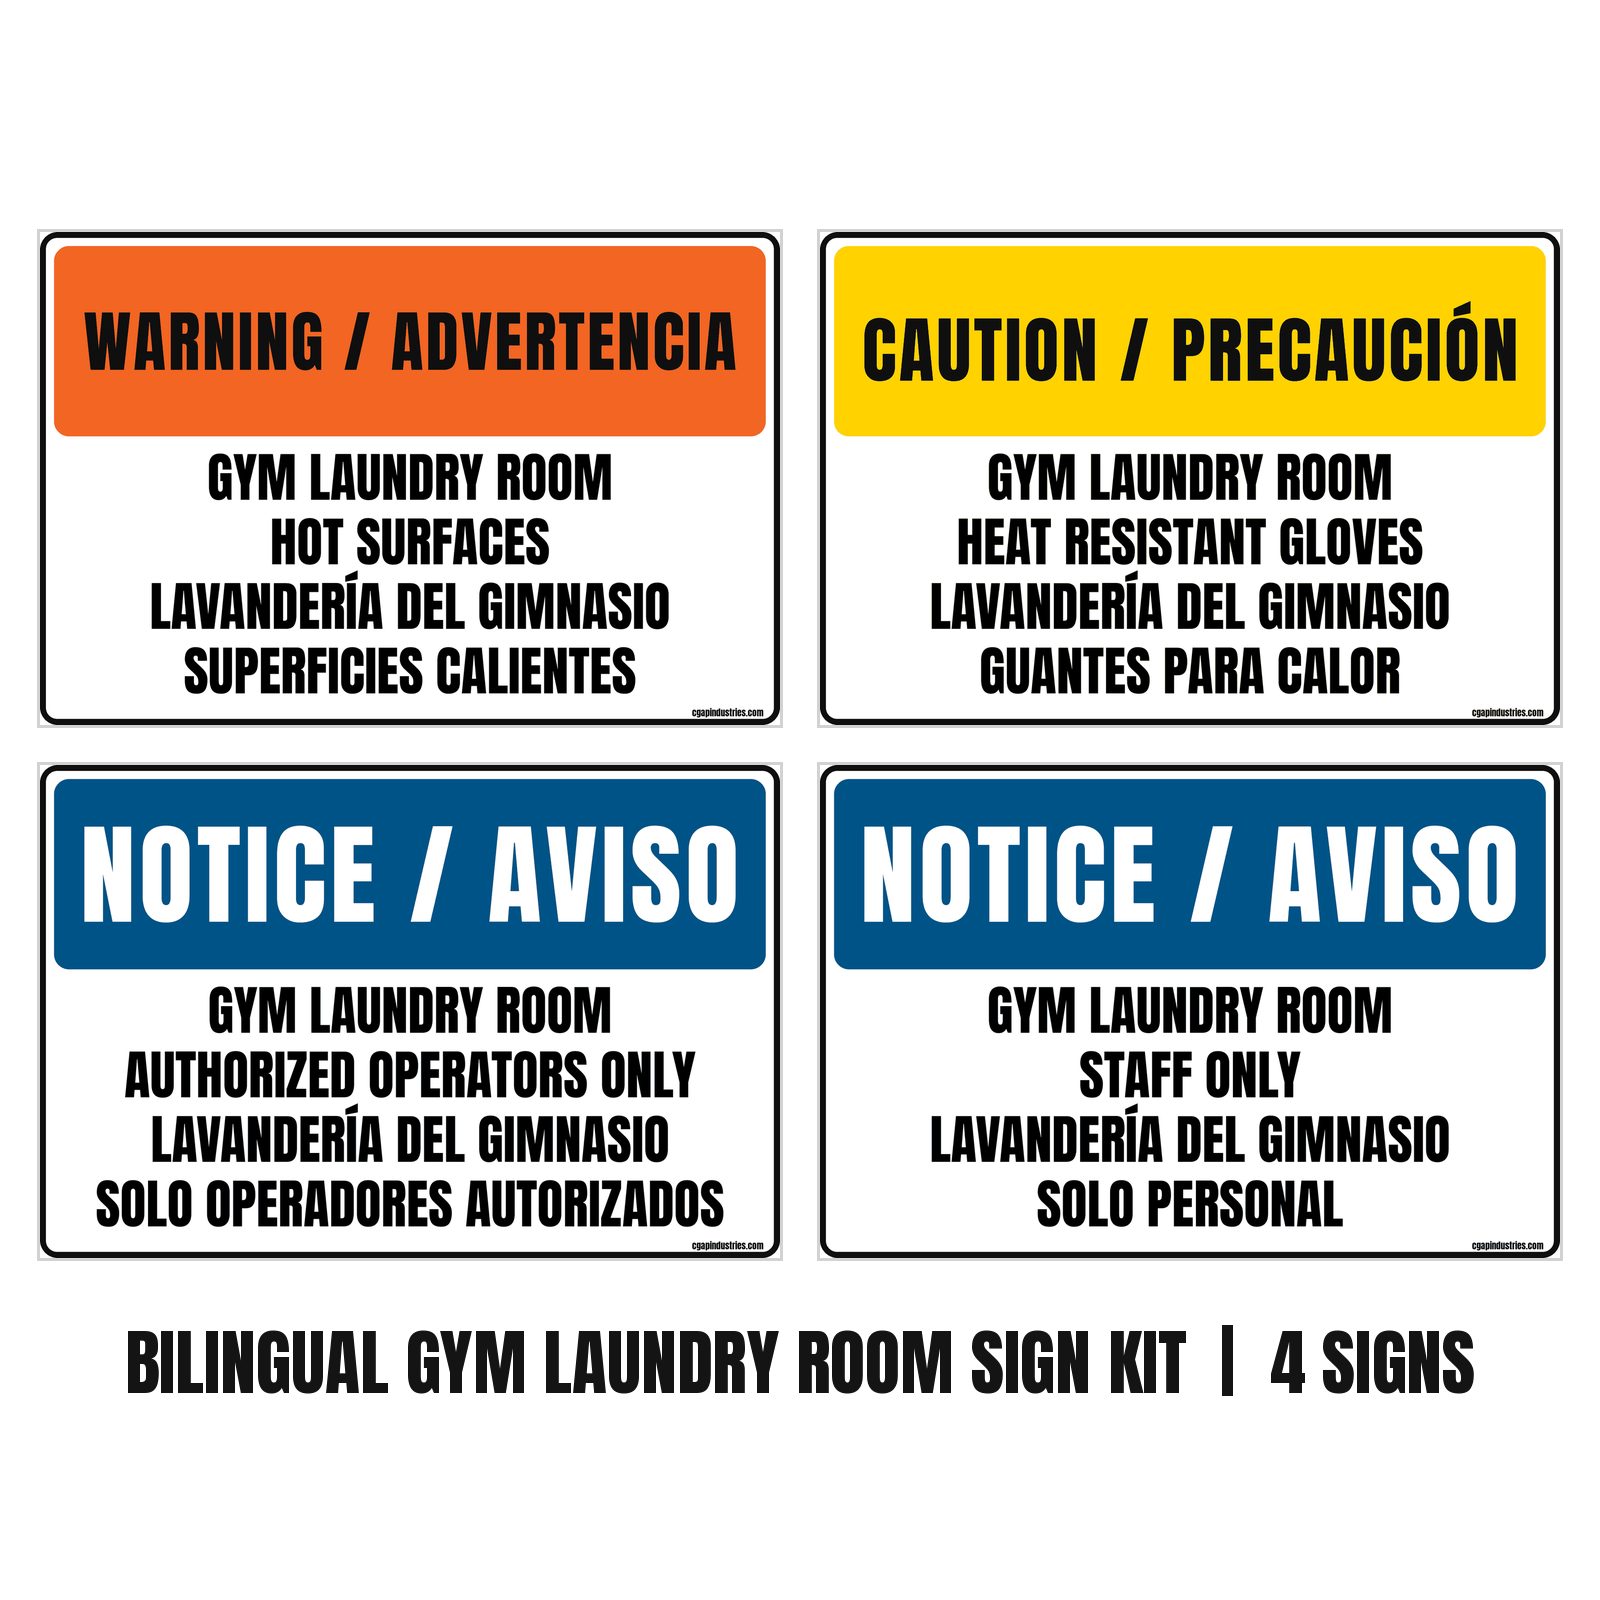 WARNING / ADVERTENCIA
GYM LAUNDRY ROOM
HOT SURFACES
LAVANDERÍA DEL GIMNASIO
SUPERFICIES CALIENTES
cgapindustries.com
CAUTION / PRECAUCIÓN
GYM LAUNDRY ROOM
HEAT RESISTANT GLOVES
LAVANDERÍA DEL GIMNASIO
GUANTES PARA CALOR
cgapindustries.com
NOTICE / AVISO
GYM LAUNDRY ROOM
AUTHORIZED OPERATORS ONLY
LAVANDERÍA DEL GIMNASIO
SOLO OPERADORES AUTORIZADOS
cgapindustries.com
NOTICE / AVISO
GYM LAUNDRY ROOM
STAFF ONLY
LAVANDERÍA DEL GIMNASIO
SOLO PERSONAL
cgapindustries.com
BILINGUAL GYM LAUNDRY ROOM SIGN KIT | 4 SIGNS